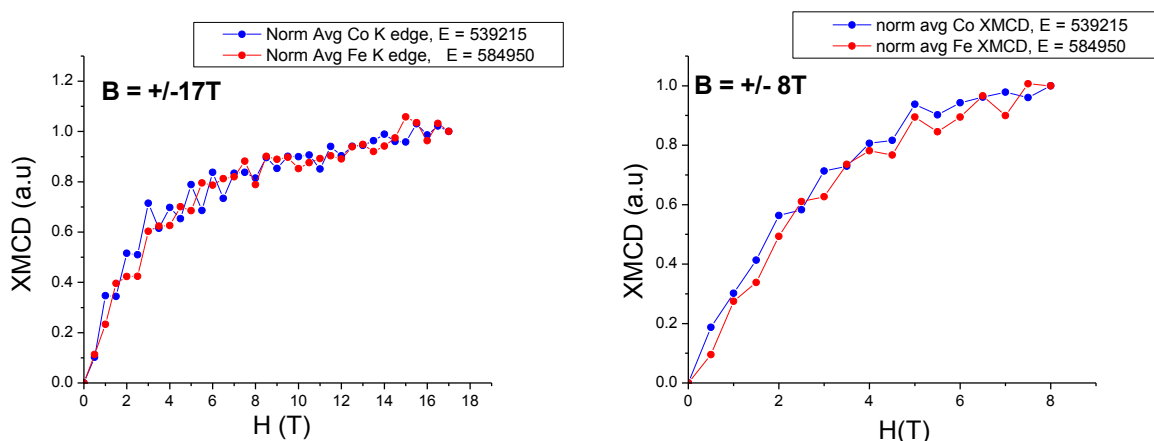 Norm Avg Co K edge, E = 539215
Norm Avg Fe K edge, E = 584950
B = +/-17T
XMCD (a.u)
1.2
1.0
0.8
0.6
0.4
0.2
0.0
0 2 4 6 8 10 12 14 16 18
H (T)
norm avg Co XMCD, E = 539215
norm avg Fe XMCD, E = 584950
B = +/- 8T
XMCD (a.u)
1.0
0.8
0.6
0.4
0.2
0.0
0 2 4 6 8
H(T)